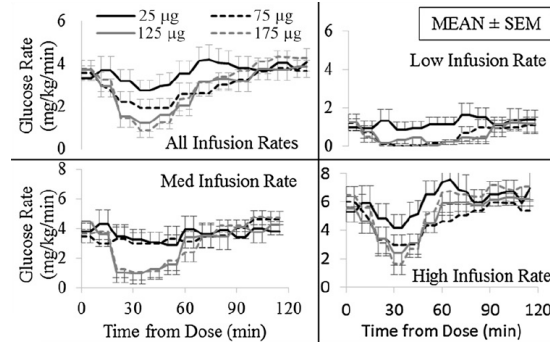 25 µg 75 µg
125 µg 175 µg
MEAN ± SEM
Glucose Rate
(mg/kg/min)
6
4
2
0
All Infusion Rates
Low Infusion Rate
6
4
2
0
Med Infusion Rate
Glucose Rate
(mg/kg/min)
8
6
4
2
0
0 30 60 90 120
Time from Dose (min)
High Infusion Rate
8
6
4
2
0
0 30 60 90 120
Time from Dose (min)